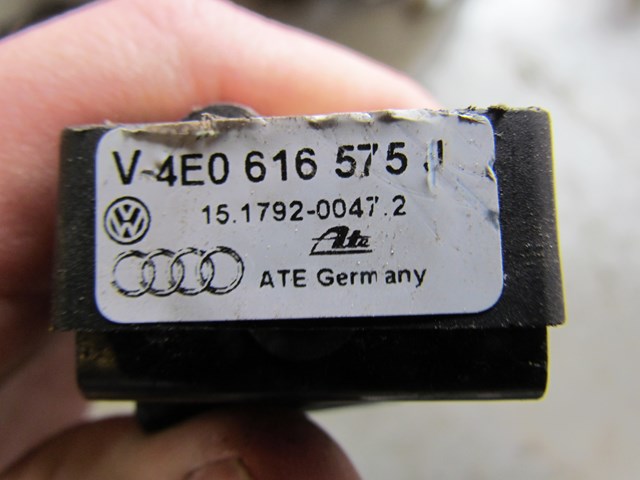 V-4E0 616 575 J
15.1792-0047.2
Ate
ATE Germany